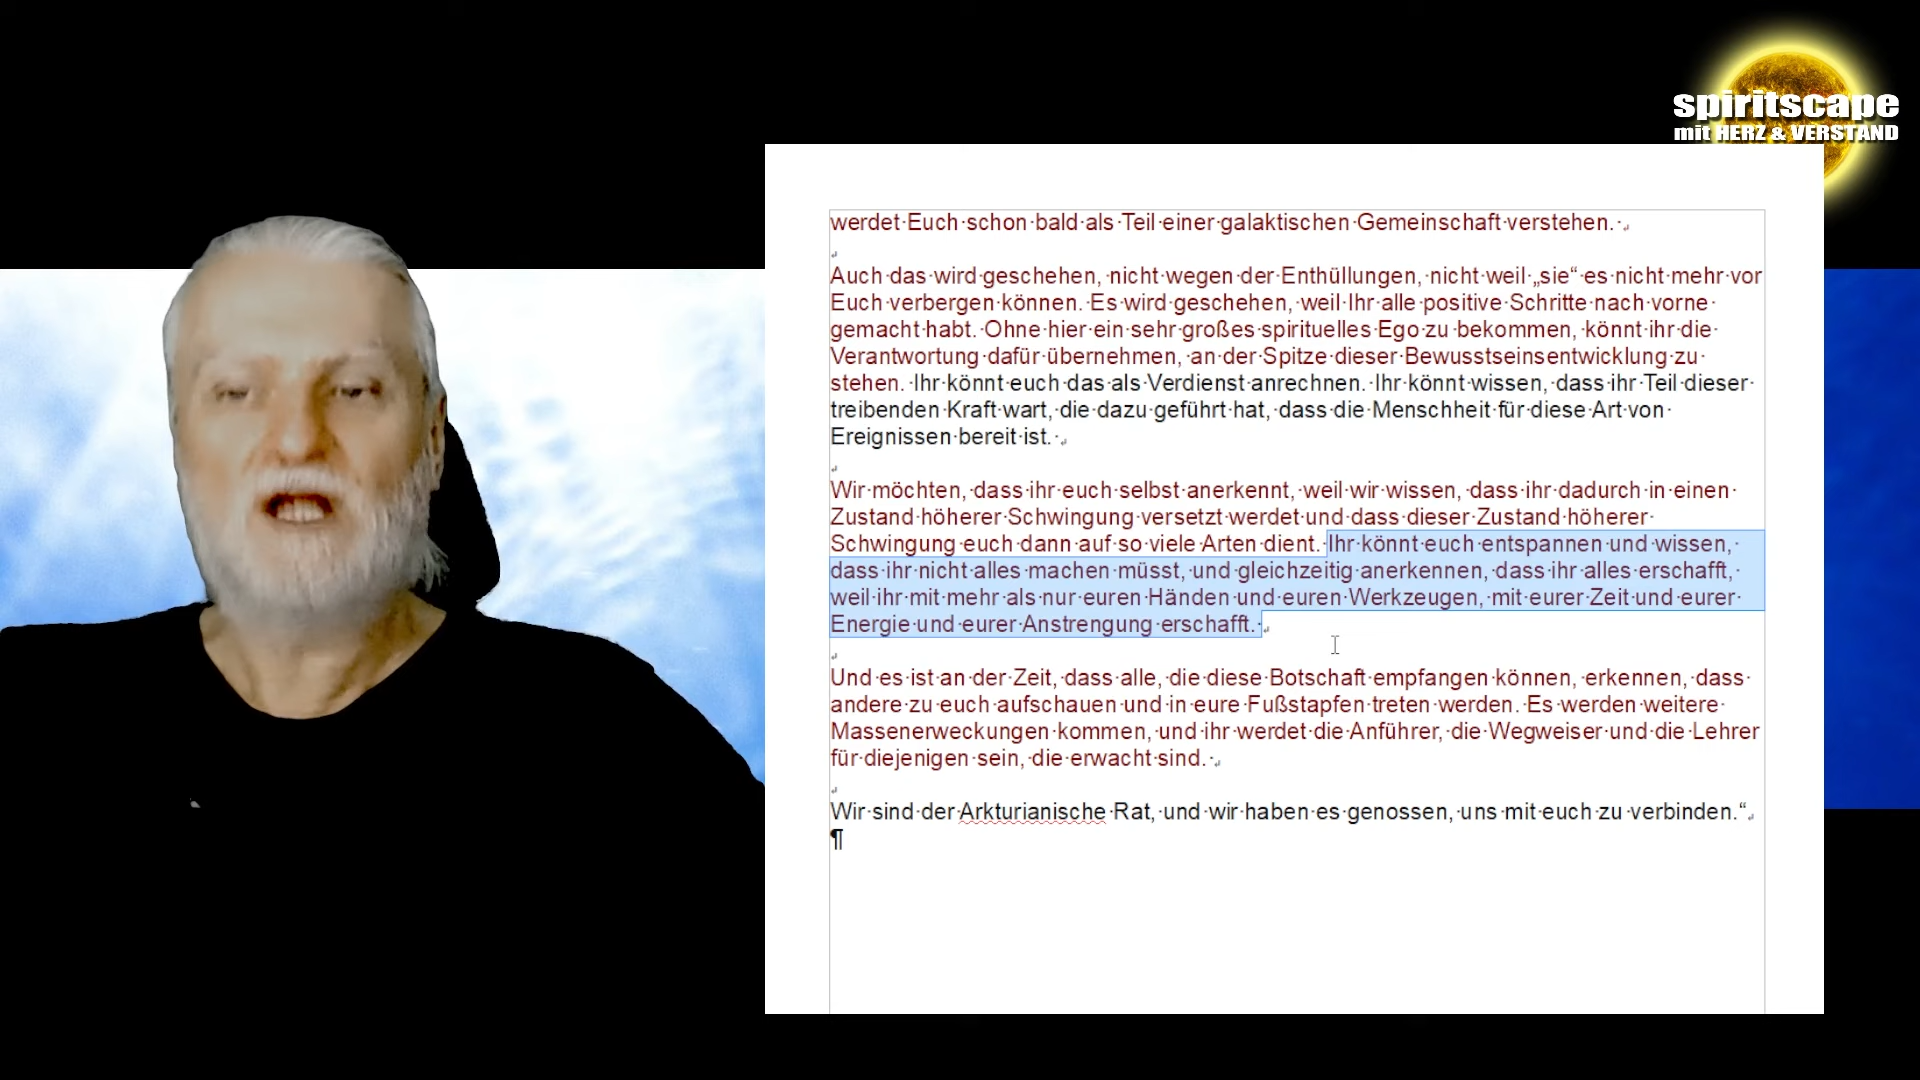 spiritscape
mit HERZ & VERSTAND
werdet Euch schon bald als Teil einer galaktischen Gemeinschaft verstehen.
Auch das wird geschehen, nicht wegen der Enthüllungen, nicht weil „sie“ es nicht mehr vor
Euch verbergen können. Es wird geschehen, weil Ihr alle positive Schritte nach vorne
gemacht habt. Ohne hier ein sehr großes spirituelles Ego zu bekommen, könnt ihr die
Verantwortung dafür übernehmen, an der Spitze dieser Bewusstseinsentwicklung zu
stehen. Ihr könnt euch das als Verdienst anrechnen. Ihr könnt wissen, dass ihr Teil dieser
treibenden Kraft wart, die dazu geführt hat, dass die Menschheit für diese Art von
Ereignissen bereit ist.
Wir möchten, dass ihr euch selbst anerkennt, weil wir wissen, dass ihr dadurch in einen
Zustand höherer Schwingung versetzt werdet und dass dieser Zustand höherer
Schwingung euch dann auf so viele Arten dient. Ihr könnt euch entspannen und wissen,
dass ihr nicht alles machen müsst, und gleichzeitig anerkennen, dass ihr alles erschafft,
weil ihr mit mehr als nur euren Händen und euren Werkzeugen, mit eurer Zeit und eurer
Energie und eurer Anstrengung erschafft.
Und es ist an der Zeit, dass alle, die diese Botschaft empfangen können, erkennen, dass
andere zu euch aufschauen und in eure Fußstapfen treten werden. Es werden weitere
Massenerweckungen kommen, und ihr werdet die Anführer, die Wegweiser und die Lehrer
für diejenigen sein, die erwacht sind.
Wir sind der Arkturianische Rat, und wir haben es genossen, uns mit euch zu verbinden.“
¶